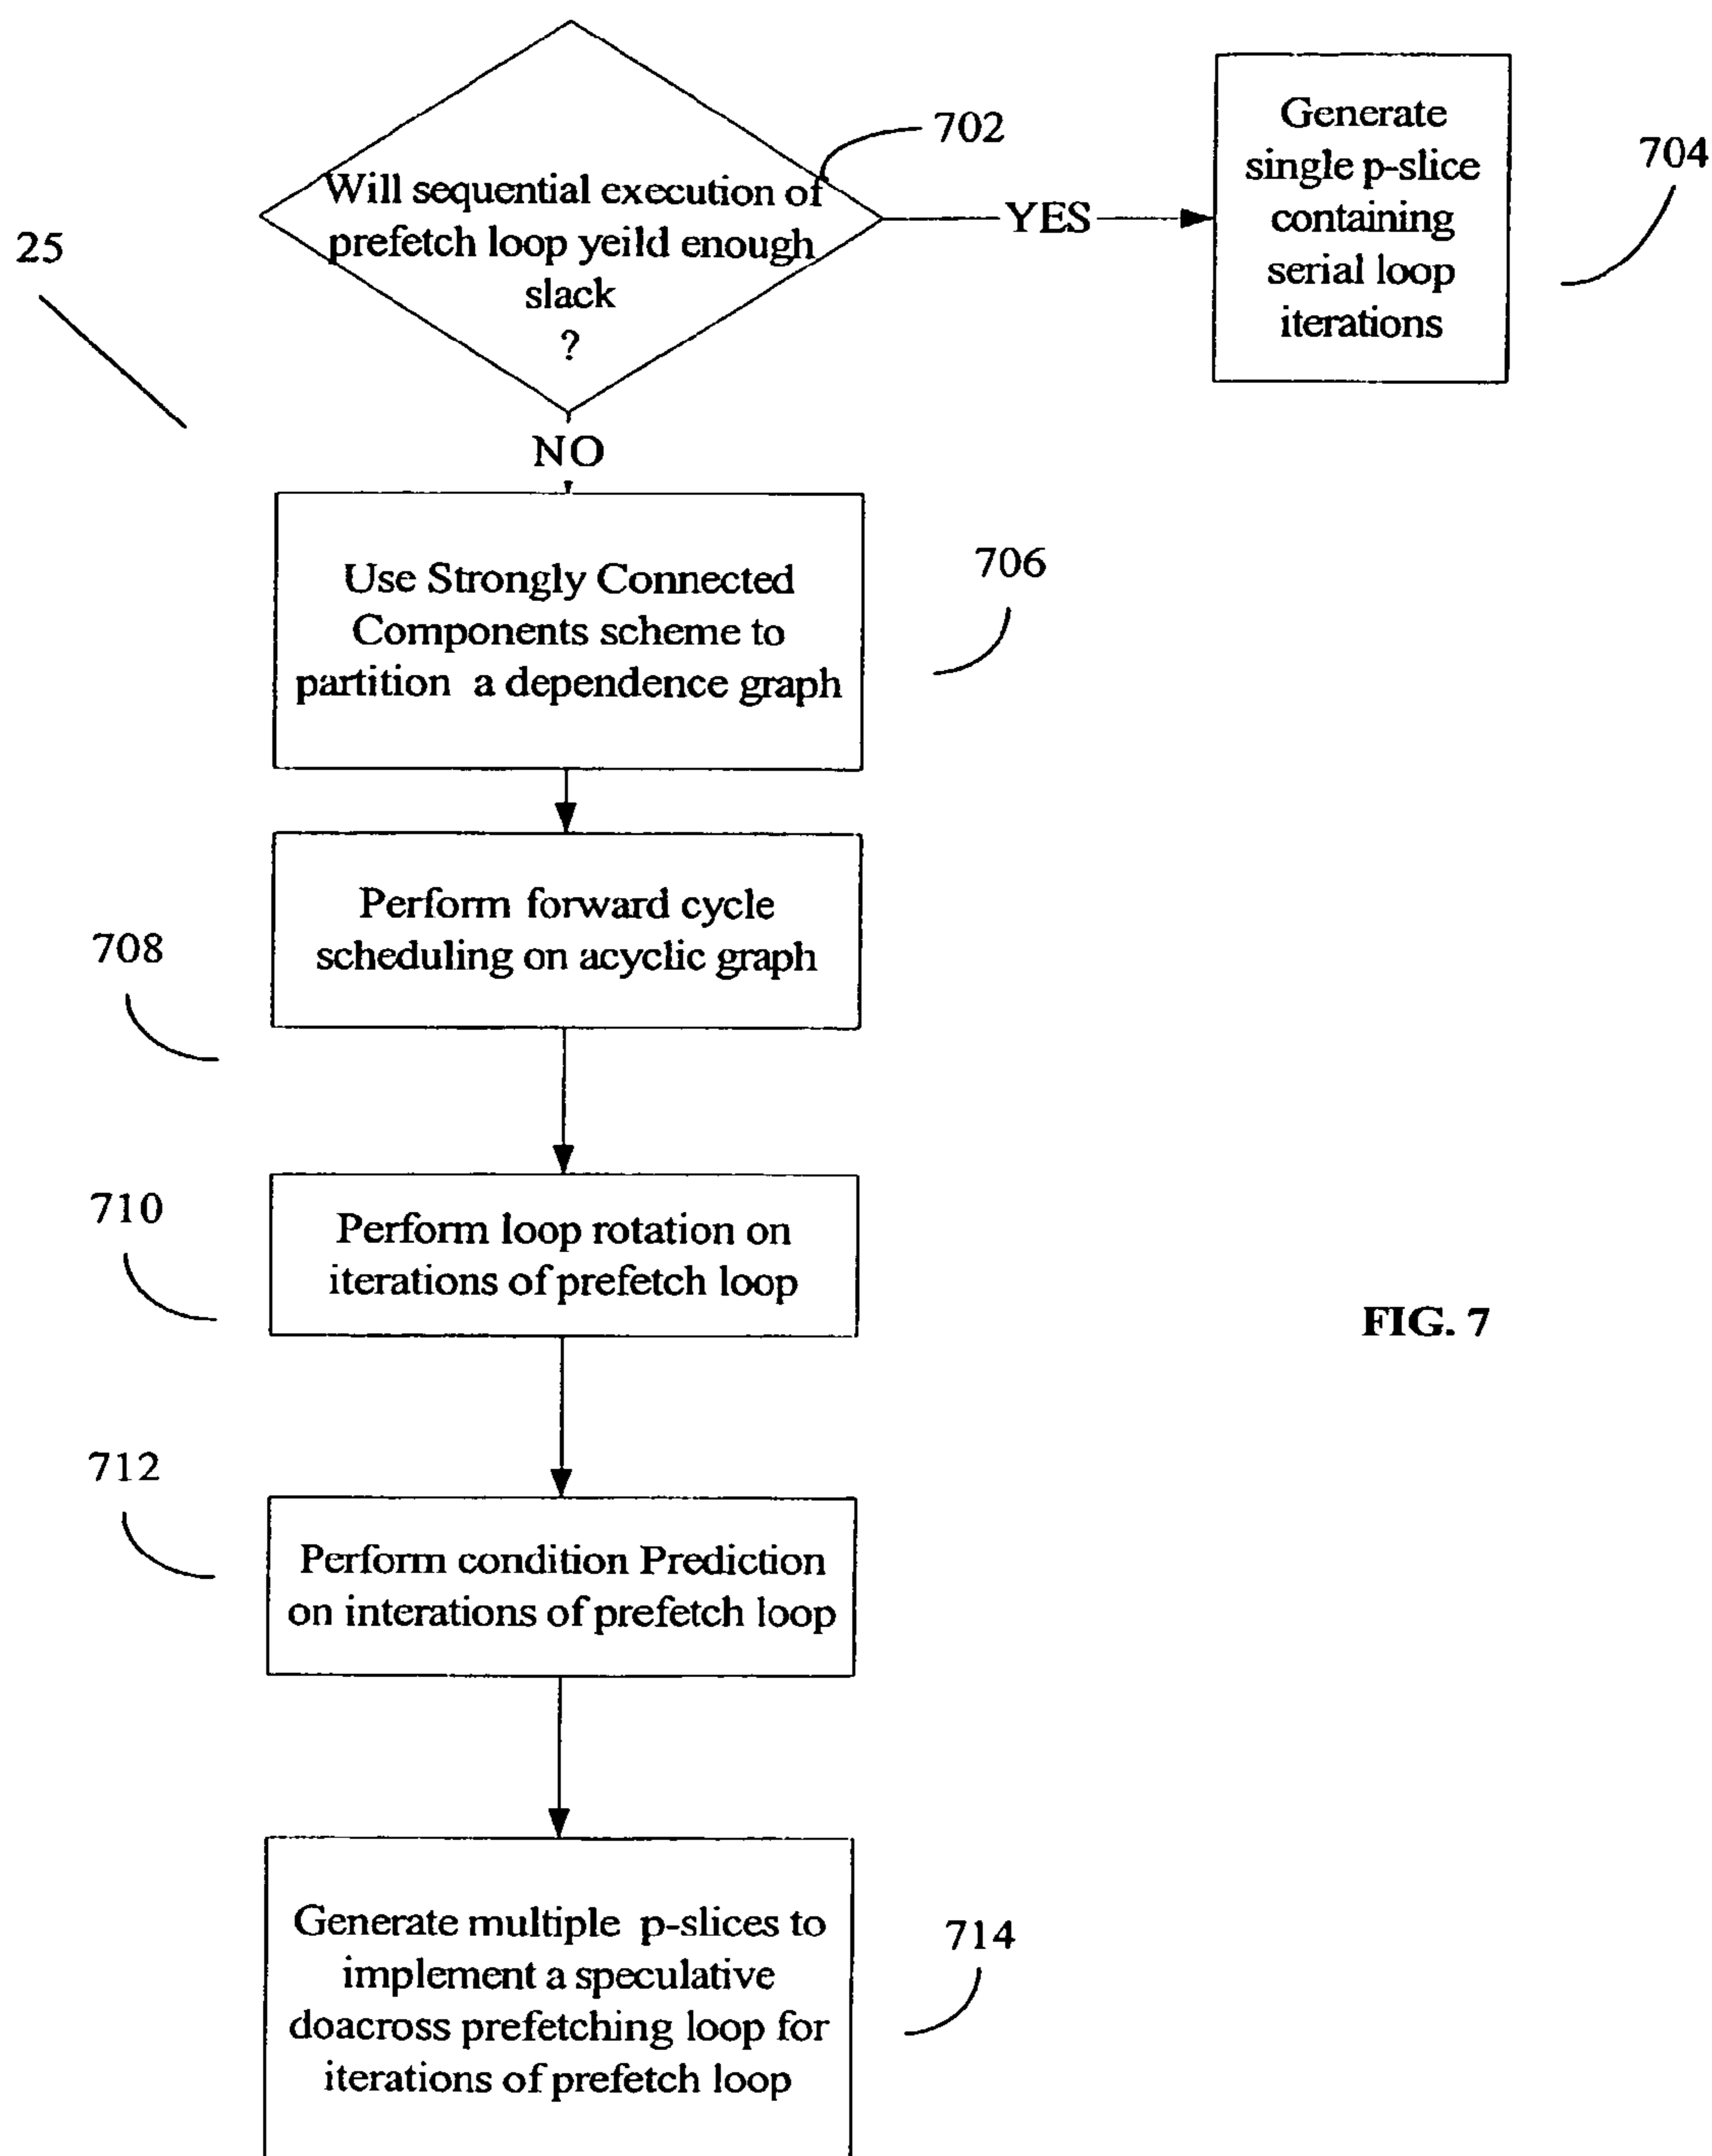 702
Will sequential execution of
prefetch loop yeild enough
slack
?
YES
Generate
single p-slice
containing
serial loop
iterations
704
25
NO
Use Strongly Connected
Components scheme to
partition a dependence graph
706
Perform forward cycle
scheduling on acyclic graph
708
710
Perform loop rotation on
iterations of prefetch loop
FIG. 7
712
Perform condition Prediction
on interations of prefetch loop
Generate multiple p-slices to
implement a speculative
doacross prefetching loop for
iterations of prefetch loop
714